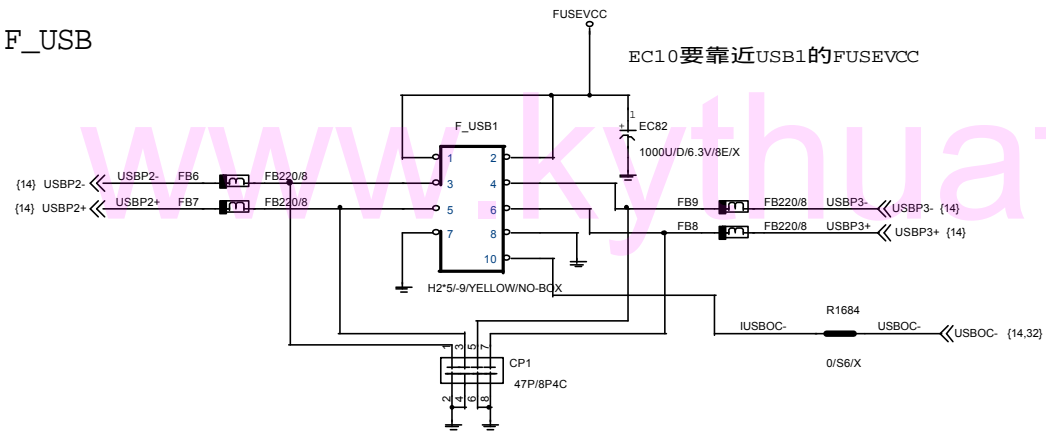 FUSEVCC
F_USB
EC10要靠近USB1的FUSEVCC
www.kythuat
1
+
EC82
1000U/D/6.3V/8E/X
F_USB1
1 2
3 4
5 6
7 8
10
{14} USBP2- USBP2- FB6 FB220/8
{14} USBP2+ USBP2+ FB7 FB220/8
FB9 FB220/8 USBP3- USBP3- {14}
FB8 FB220/8 USBP3+ USBP3+ {14}
H2*5/-9/YELLOW/NO-BOX
R1684
IUSBOC- USBOC- USBOC- {14,32}
0/S6/X
1 3 5 7
CP1
47P/8P4C
2 4 6 8